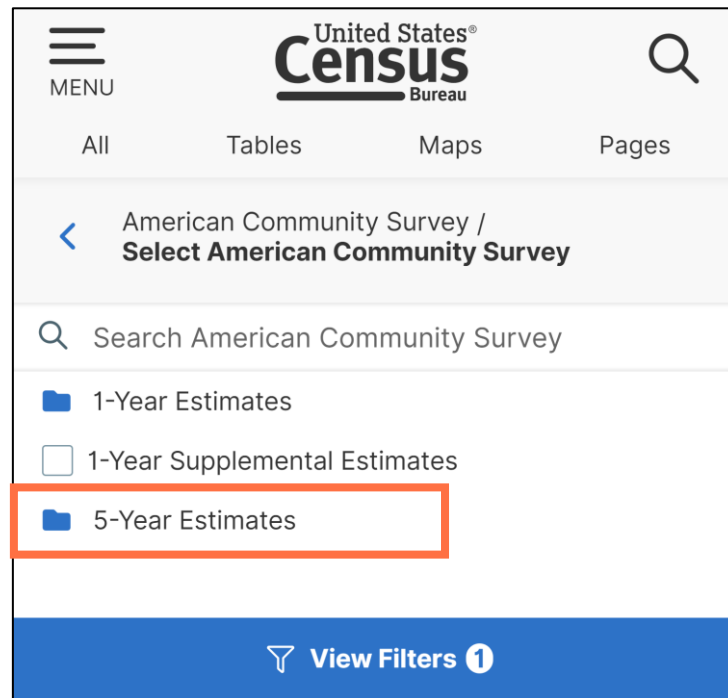 United States®
Census
Bureau
MENU
All Tables Maps Pages
American Community Survey /
Select American Community Survey
Search American Community Survey
1-Year Estimates
1-Year Supplemental Estimates
5-Year Estimates
View Filters 1